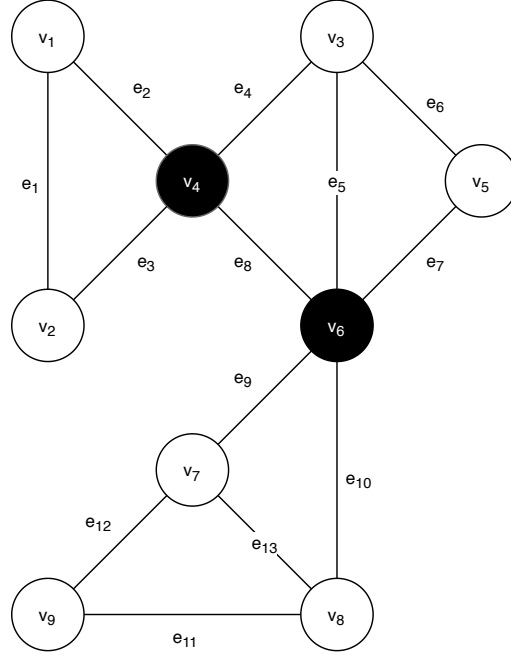 v₁
v₃
e₂
e₄
e₆
e₁
v₄
e₅
v₅
e₃
e₈
e₇
v₂
v₆
e₉
v₇
e₁₀
e₁₂
e₁₃
v₉
v₈
e₁₁